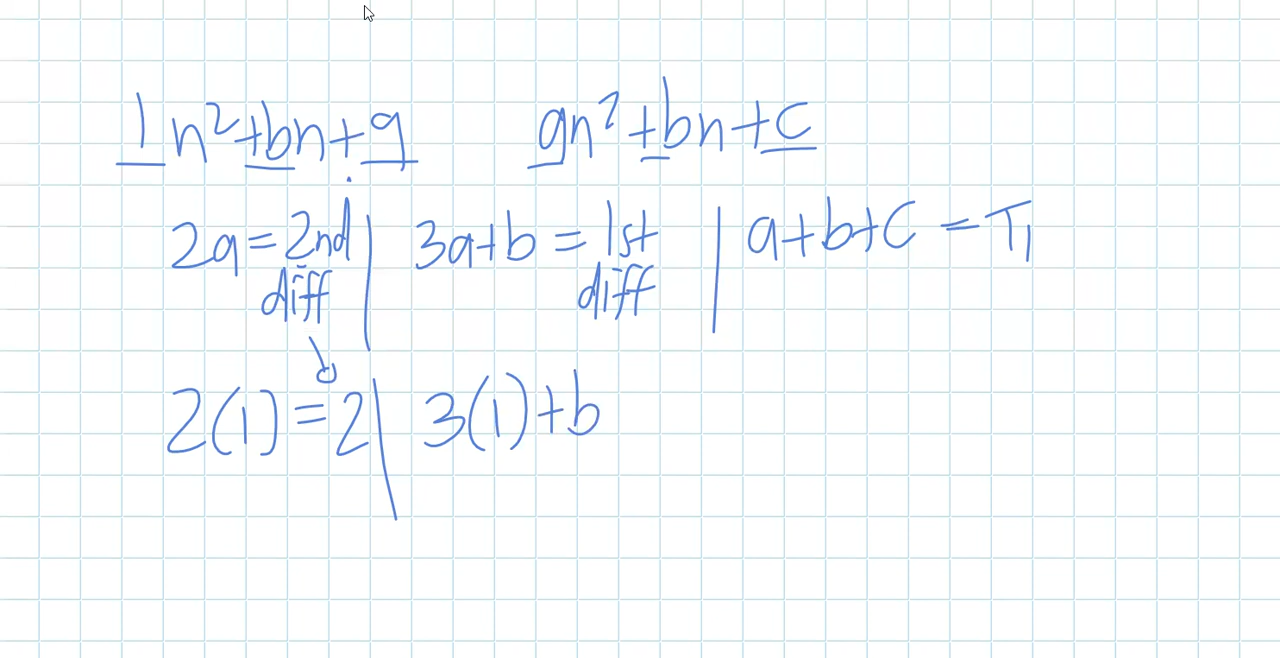 1n²+bn+9 an²+bn+c
2a=2nd diff | 3a+b=1st diff | a+b+c=T₁
2(1)=2 | 3(1)+b